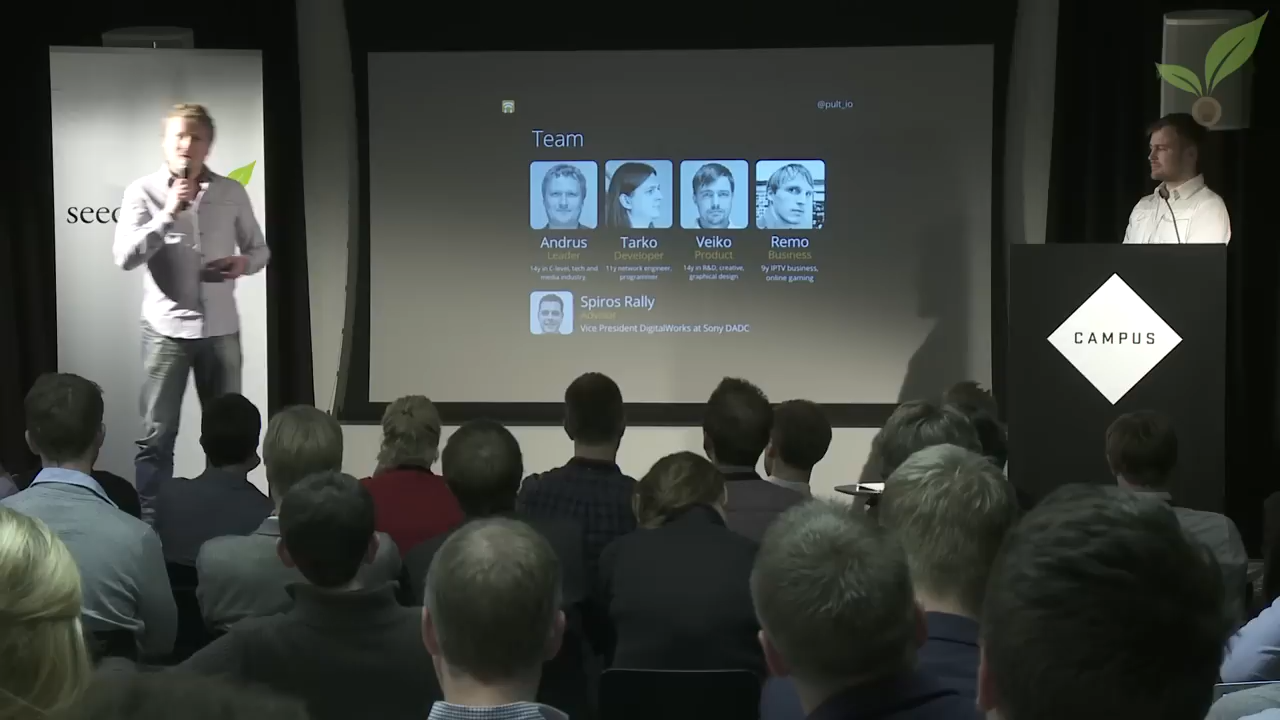 @pult_io
Team
Andrus
Tarko
Veiko
Remo
Leader
Developer
Product
Business
14y in C-level, tech and
media industry.
11y network engineer,
programmer
14y in R&D, creative,
graphical design
9y IPTV business,
online gaming
Spiros Rally
Advisor
Vice President DigitalWorks at Sony DADC
CAMPUS